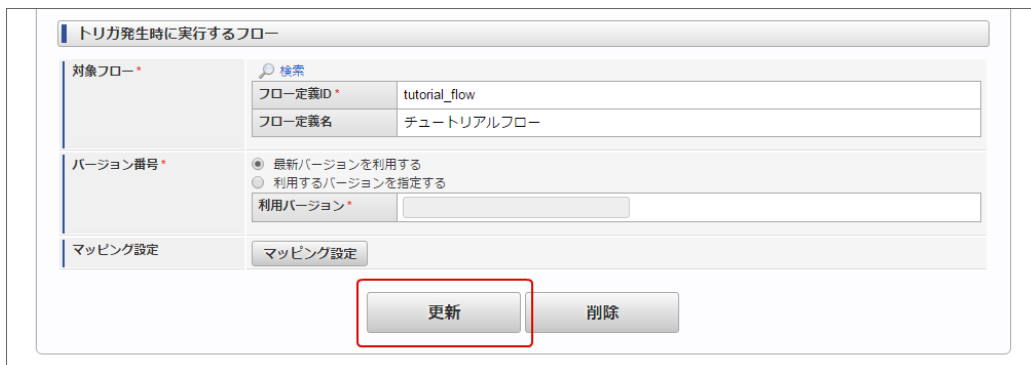 トリガ発生時に実行するフロー
対象フロー*
検索
フロー定義ID* tutorial_flow
フロー定義名 チュートリアルフロー
バージョン番号*
最新バージョンを利用する
利用するバージョンを指定する
利用バージョン*
マッピング設定 マッピング設定
更新 削除